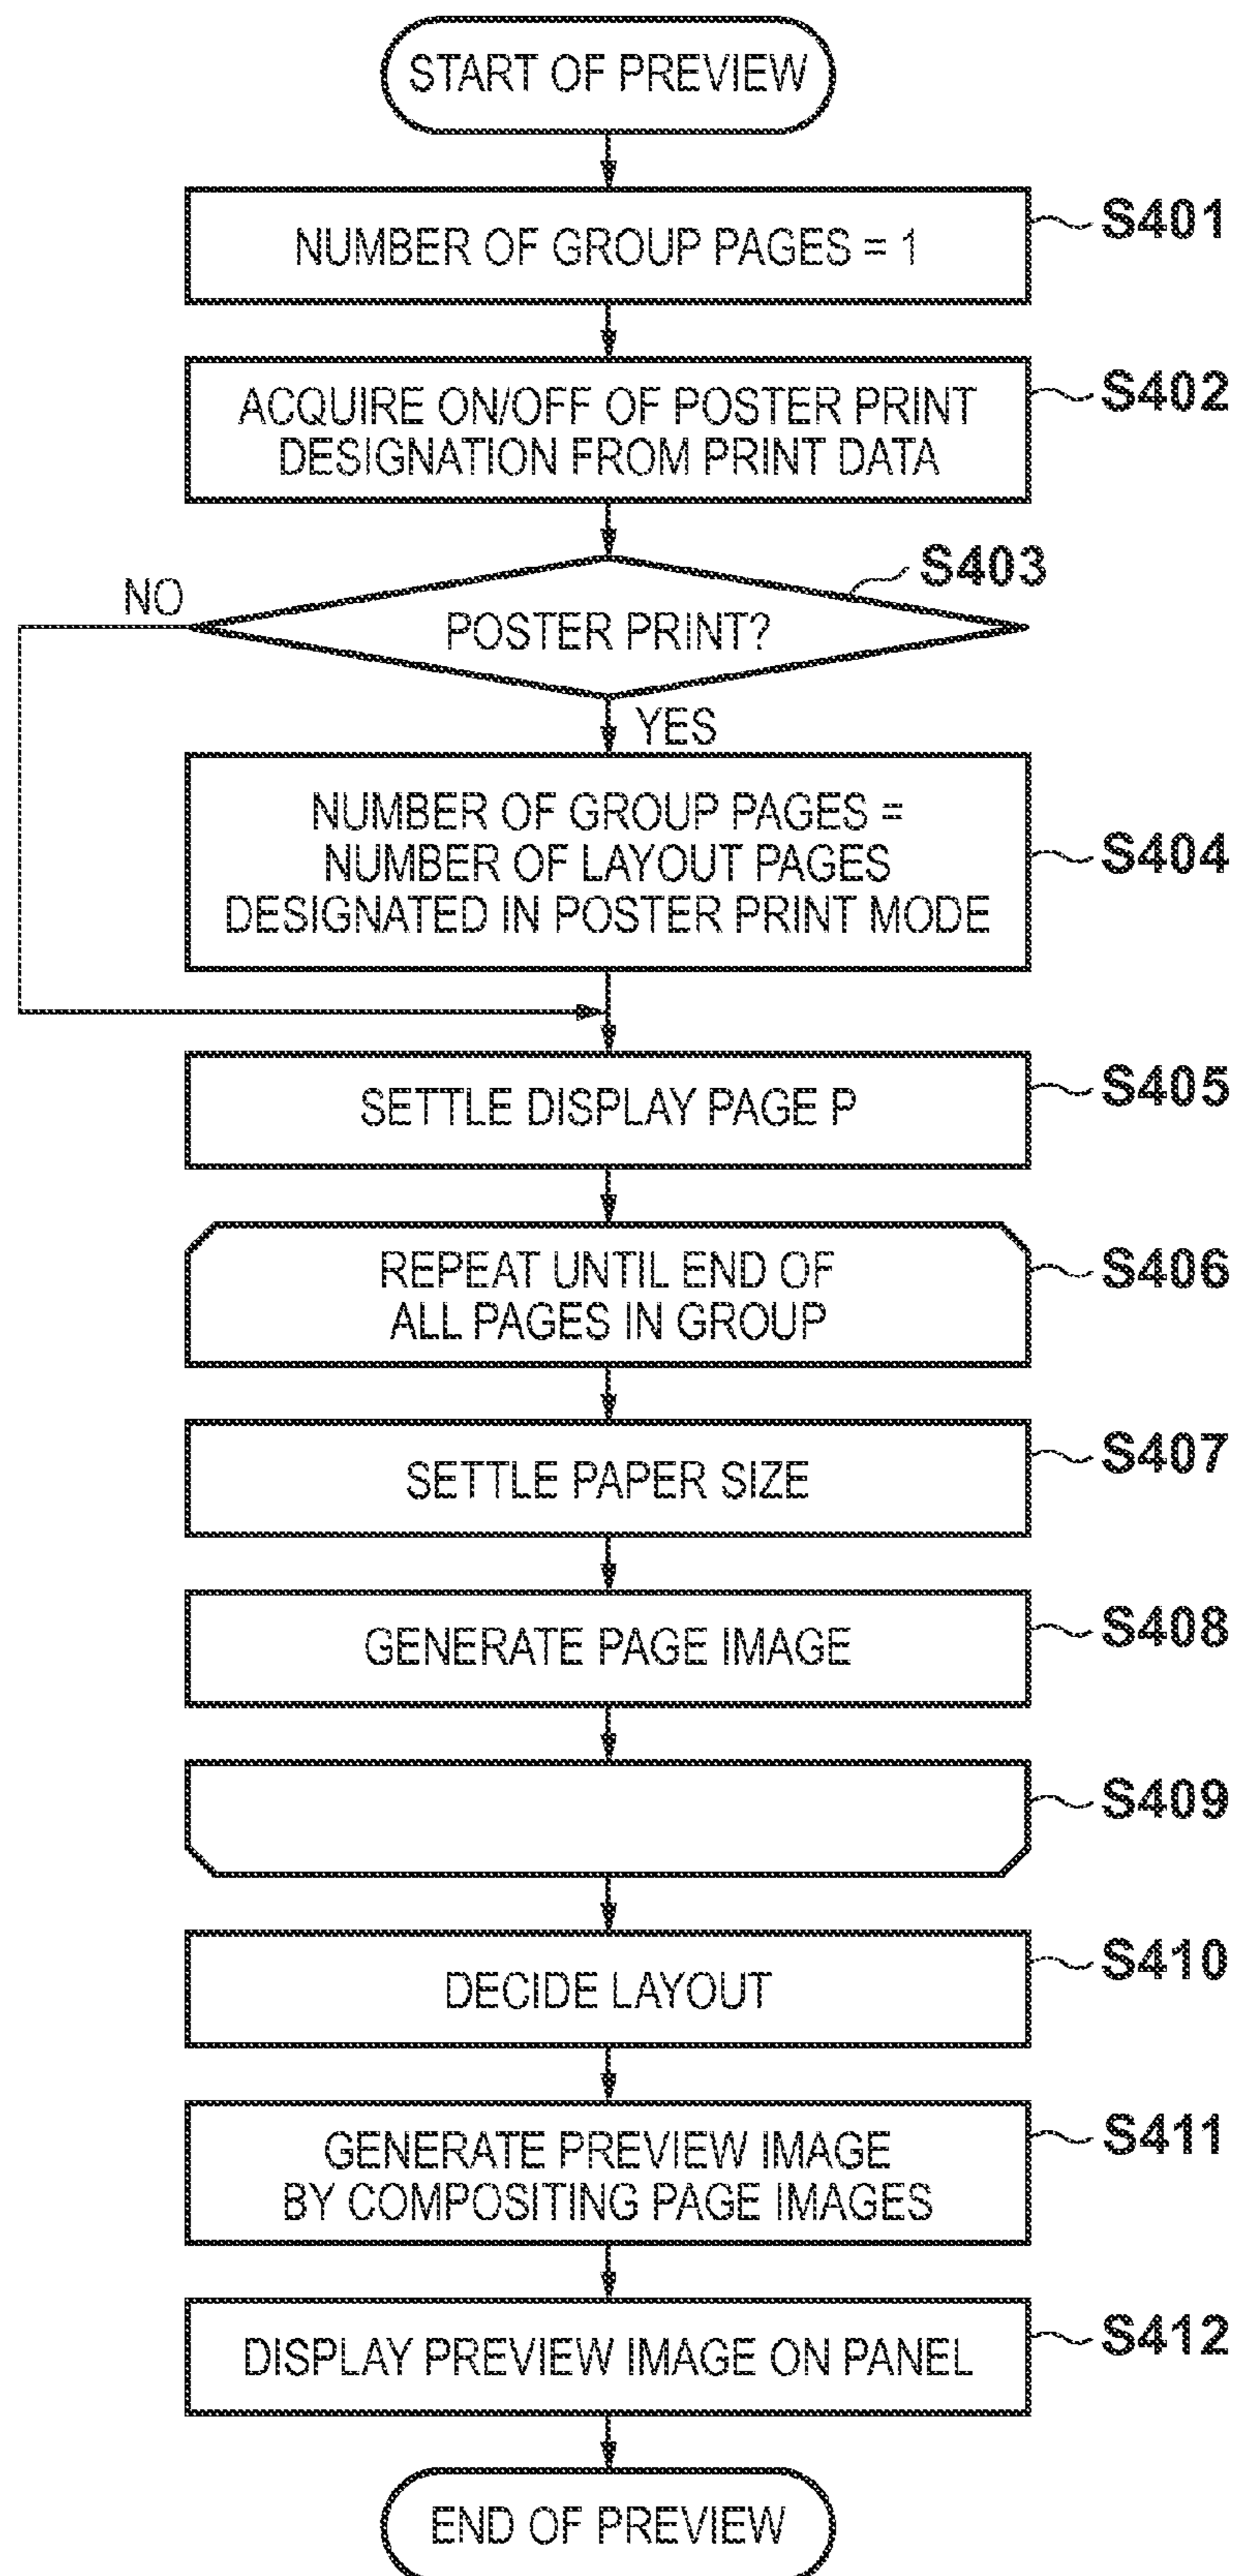 START OF PREVIEW
NUMBER OF GROUP PAGES = 1
S401
ACQUIRE ON/OFF OF POSTER PRINT
DESIGNATION FROM PRINT DATA
S402
S403
NO
POSTER PRINT?
YES
NUMBER OF GROUP PAGES =
NUMBER OF LAYOUT PAGES
DESIGNATED IN POSTER PRINT MODE
S404
SETTLE DISPLAY PAGE P
S405
REPEAT UNTIL END OF
ALL PAGES IN GROUP
S406
SETTLE PAPER SIZE
S407
GENERATE PAGE IMAGE
S408
S409
DECIDE LAYOUT
S410
GENERATE PREVIEW IMAGE
BY COMPOSITING PAGE IMAGES
S411
DISPLAY PREVIEW IMAGE ON PANEL
S412
END OF PREVIEW